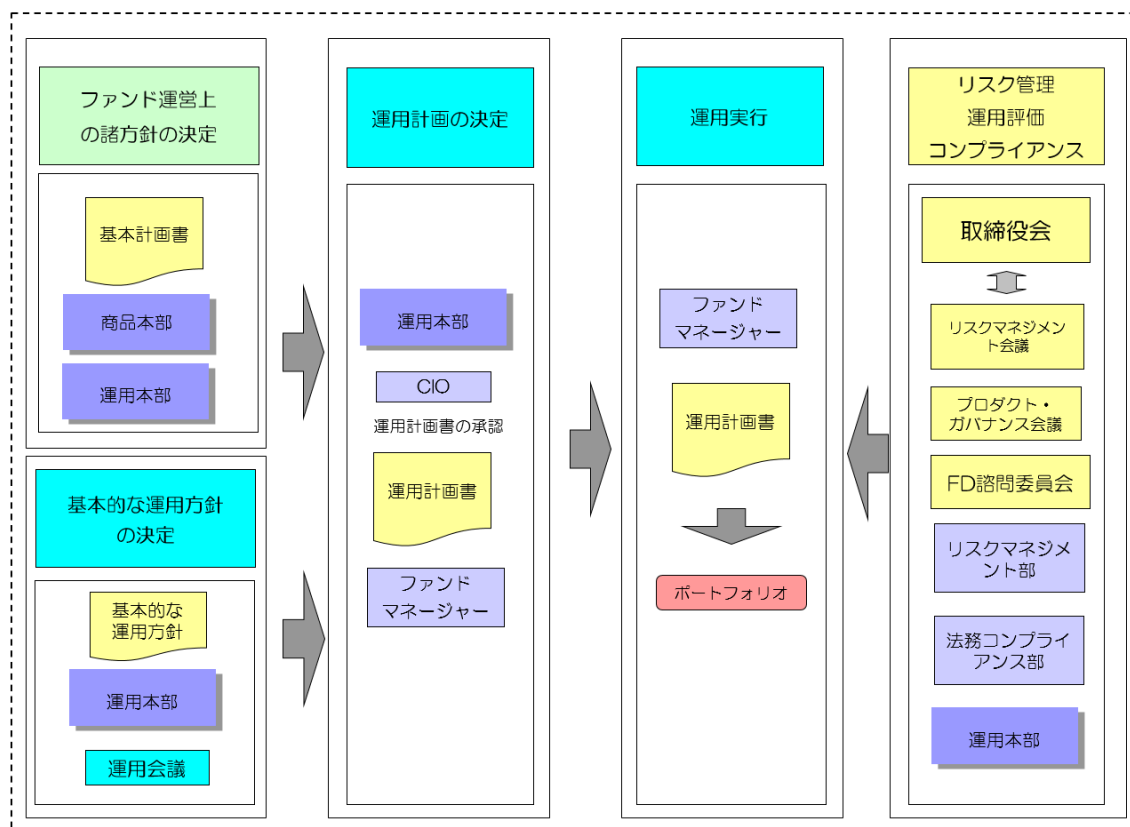 ファンド運営上
の諸方針の決定
基本計画書
商品本部
運用本部
基本的な運用方針
の決定
基本的な
運用方針
運用本部
運用会議
運用計画の決定
運用本部
CIO
運用計画書の承認
運用計画書
ファンド
マネージャー
運用実行
ファンド
マネージャー
運用計画書
ポートフォリオ
リスク管理
運用評価
コンプライアンス
取締役会
リスクマネジメン
ト会議
プロダクト・
ガバナンス会議
FD諮問委員会
リスクマネジメ
ント部
法務コンプライ
アンス部
運用本部